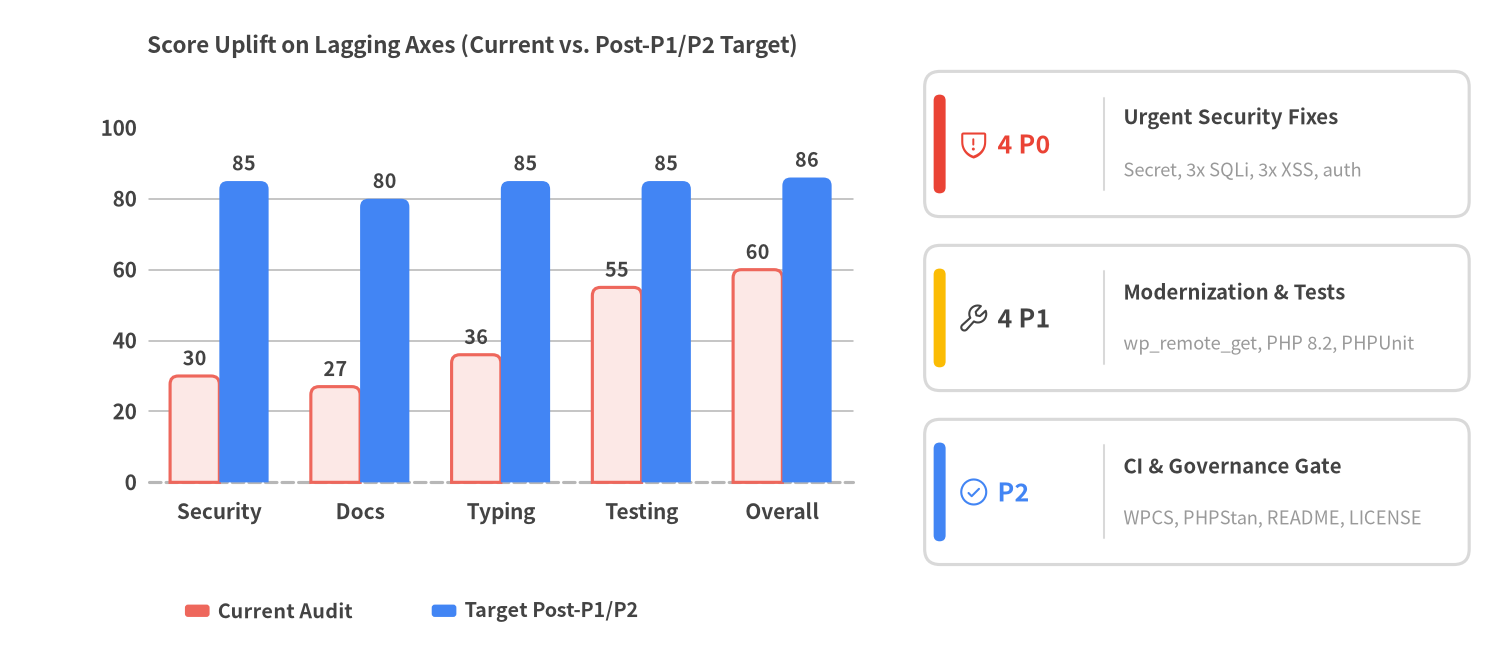 Score Uplift on Lagging Axes (Current vs. Post-P1/P2 Target)
100
80
60
40
20
0
30
85
27
80
36
85
55
85
60
86
Security
Docs
Typing
Testing
Overall
Current Audit
Target Post-P1/P2
4 P0
Urgent Security Fixes
Secret, 3x SQLi, 3x XSS, auth
4 P1
Modernization & Tests
wp_remote_get, PHP 8.2, PHPUnit
P2
CI & Governance Gate
WPCS, PHPStan, README, LICENSE